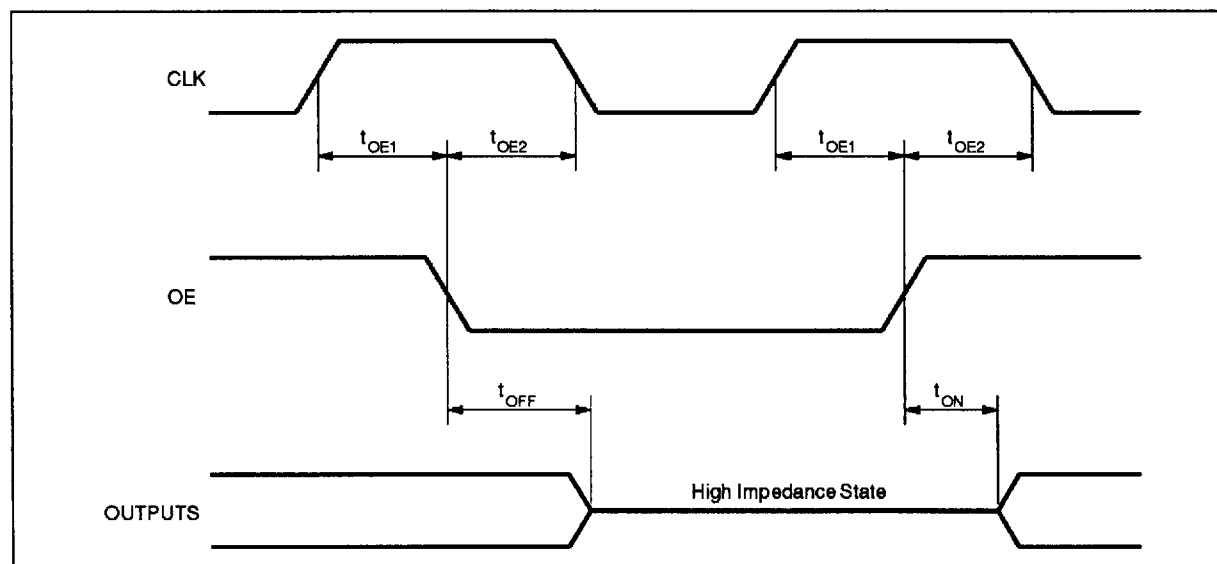 CLK
tOE1
tOE2
tOE1
tOE2
OE
tOFF
tON
High Impedance State
OUTPUTS